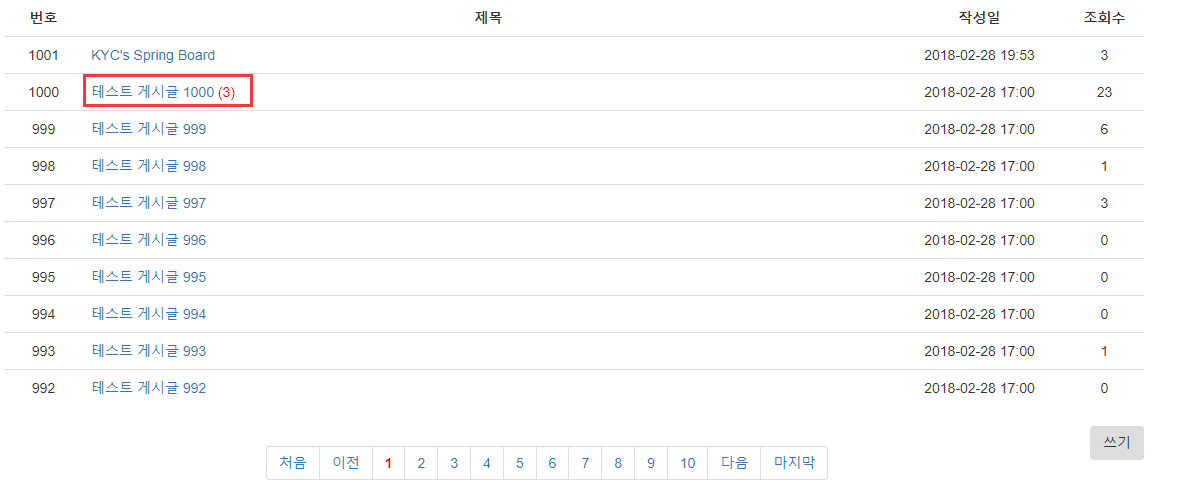 번호 제목 작성일 조회수
1001 KYC's Spring Board 2018-02-28 19:53 3
1000 테스트 게시글 1000 (3) 2018-02-28 17:00 23
999 테스트 게시글 999 2018-02-28 17:00 6
998 테스트 게시글 998 2018-02-28 17:00 1
997 테스트 게시글 997 2018-02-28 17:00 3
996 테스트 게시글 996 2018-02-28 17:00 0
995 테스트 게시글 995 2018-02-28 17:00 0
994 테스트 게시글 994 2018-02-28 17:00 0
993 테스트 게시글 993 2018-02-28 17:00 1
992 테스트 게시글 992 2018-02-28 17:00 0
쓰기
처음 이전 1 2 3 4 5 6 7 8 9 10 다음 마지막